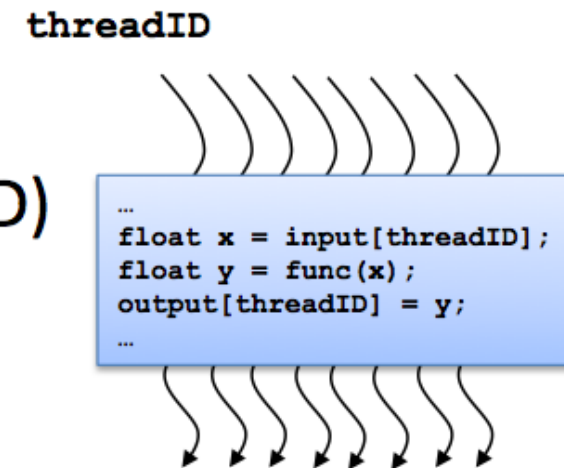 threadID
D)
…
float x = input[threadID];
float y = func(x);
output[threadID] = y;
…